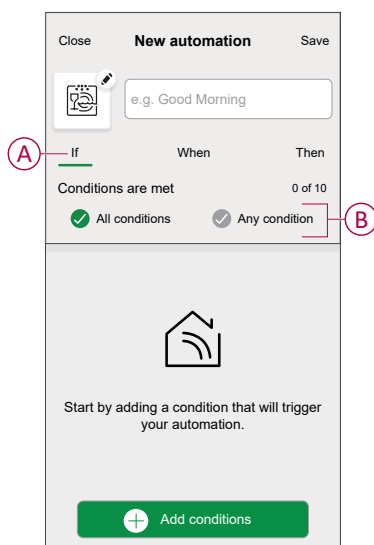 Close New automation Save
e.g. Good Morning
A If When Then
Conditions are met 0 of 10
All conditions Any condition B
Start by adding a condition that will trigger
your automation.
Add conditions